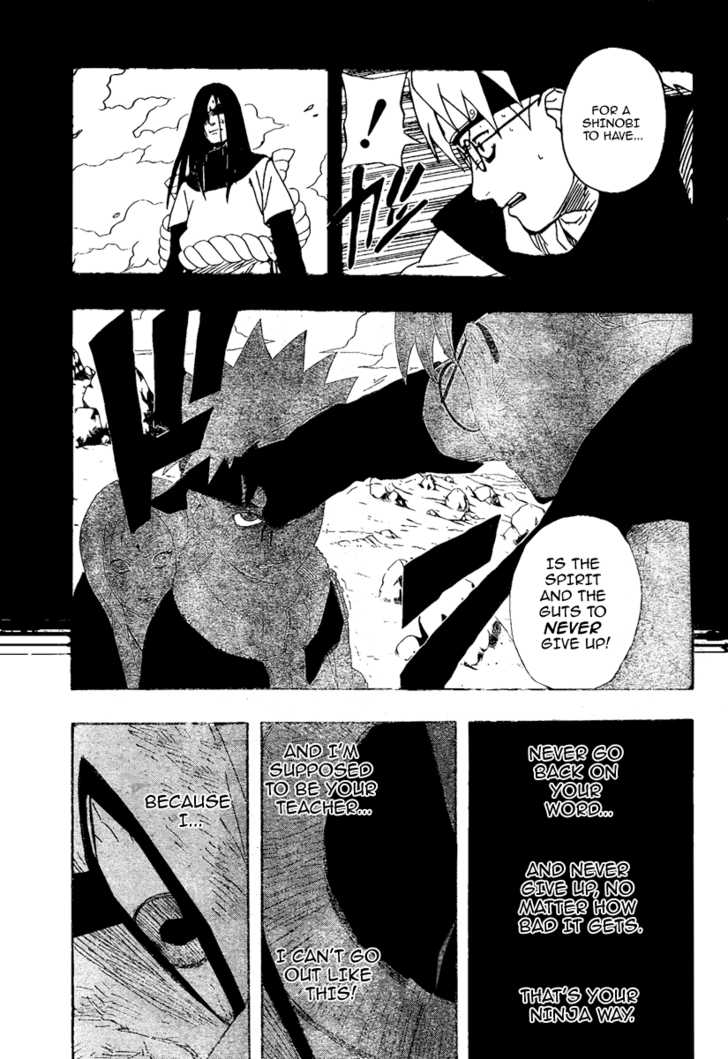 FOR A
SHINOBI
TO HAVE...
!
ガッ
IS THE
SPIRIT
AND THE
GUTS TO
NEVER
GIVE UP!
NEVER GO
BACK ON
YOUR
WORD...
AND NEVER
GIVE UP, NO
MATTER HOW
BAD IT GETS.
THAT'S YOUR
NINJA WAY.
AND I'M
SUPPOSED
TO BE YOUR
TEACHER...
I CAN'T GO
OUT LIKE
THIS!
BECAUSE
I...